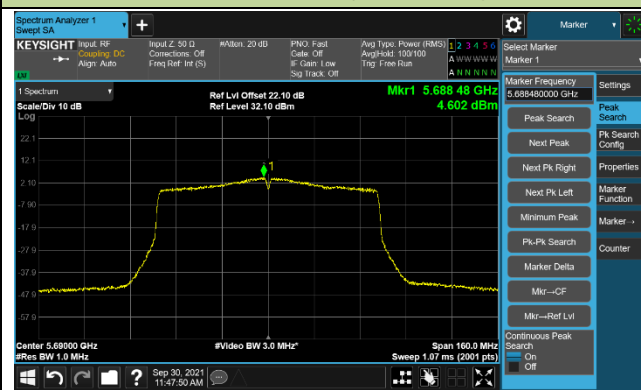 Spectrum Analyzer 1
Swept SA
+
Marker
KEYSIGHT
Input: RF
Coupling: DC
Align: Auto
Input Z: 50 Ω
Corrections: Off
Freq Ref: Int (S)
#Atten: 20 dB
PNO: Fast
Gate: Off
IF Gain: Low
Sig Track: Off
Avg Type: Power (RMS)
Avg|Hold: 100/100
Trig: Free Run
1 2 3 4 5 6
A W W W W W
A N N N N N
LXI
Select Marker
Marker 1
1 Spectrum
Scale/Div 10 dB
Log
Ref Lvl Offset 22.10 dB
Ref Level 32.10 dBm
Mkr1 5.688 48 GHz
4.602 dBm
22.1
12.1
2.10
-7.90
-17.9
-27.9
-37.9
-47.9
-57.9
1
Center 5.69000 GHz
#Res BW 1.0 MHz
#Video BW 3.0 MHz*
Span 160.0 MHz
Sweep 1.07 ms (2001 pts)
Marker Frequency
5.688480000 GHz
Peak Search
Next Peak
Next Pk Right
Next Pk Left
Minimum Peak
Pk-Pk Search
Marker Delta
Mkr→CF
Mkr→Ref Lvl
Continuous Peak
Search
On
Off
Settings
Peak
Search
Pk Search
Config
Properties
Marker
Function
Marker→
Counter
?
Sep 30, 2021
11:47:50 AM